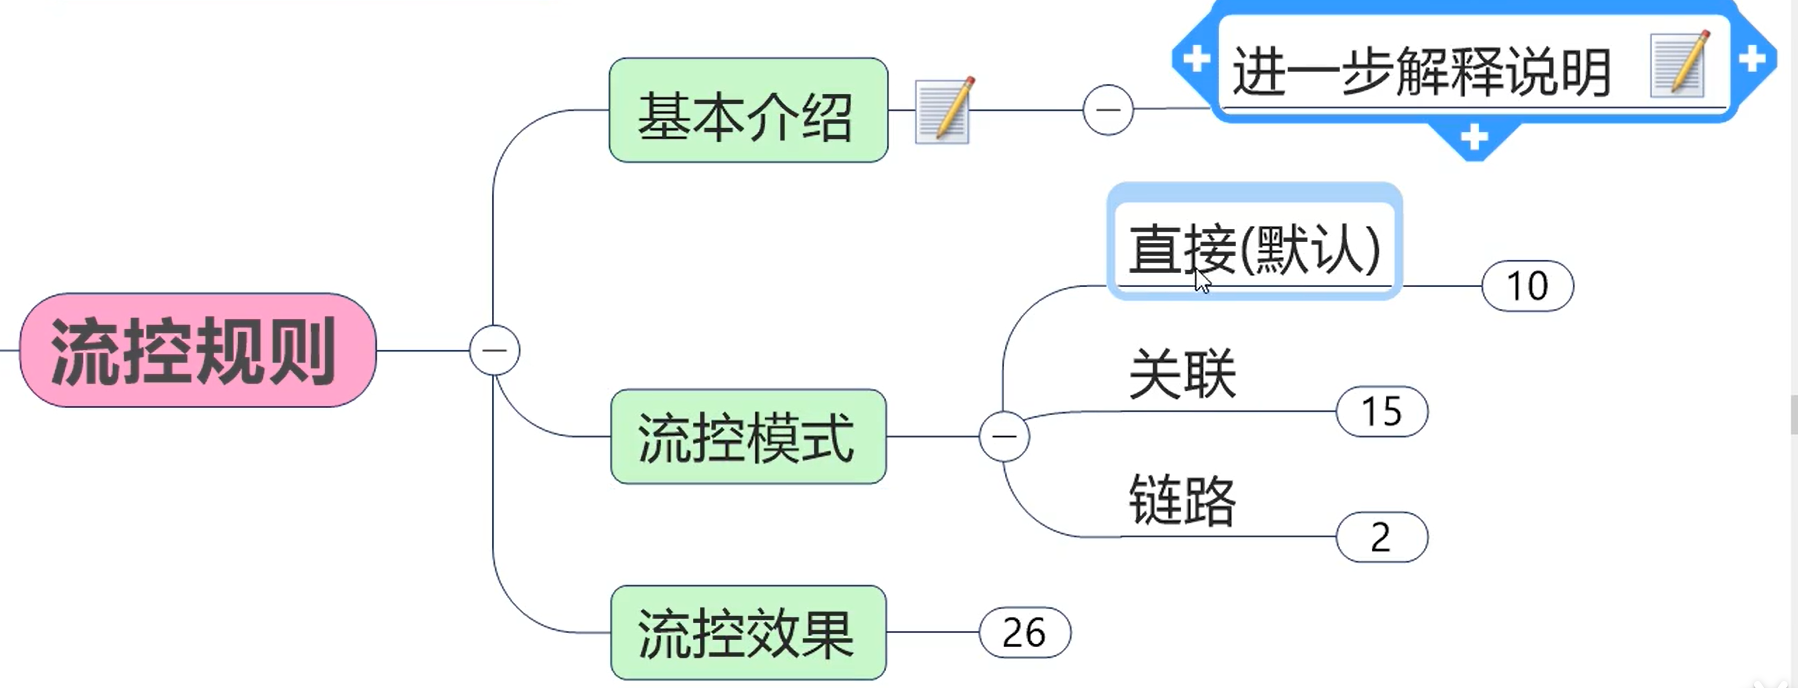 进一步解释说明
基本介绍
直接(默认)
10
流控规则
关联
15
流控模式
链路
2
流控效果
26